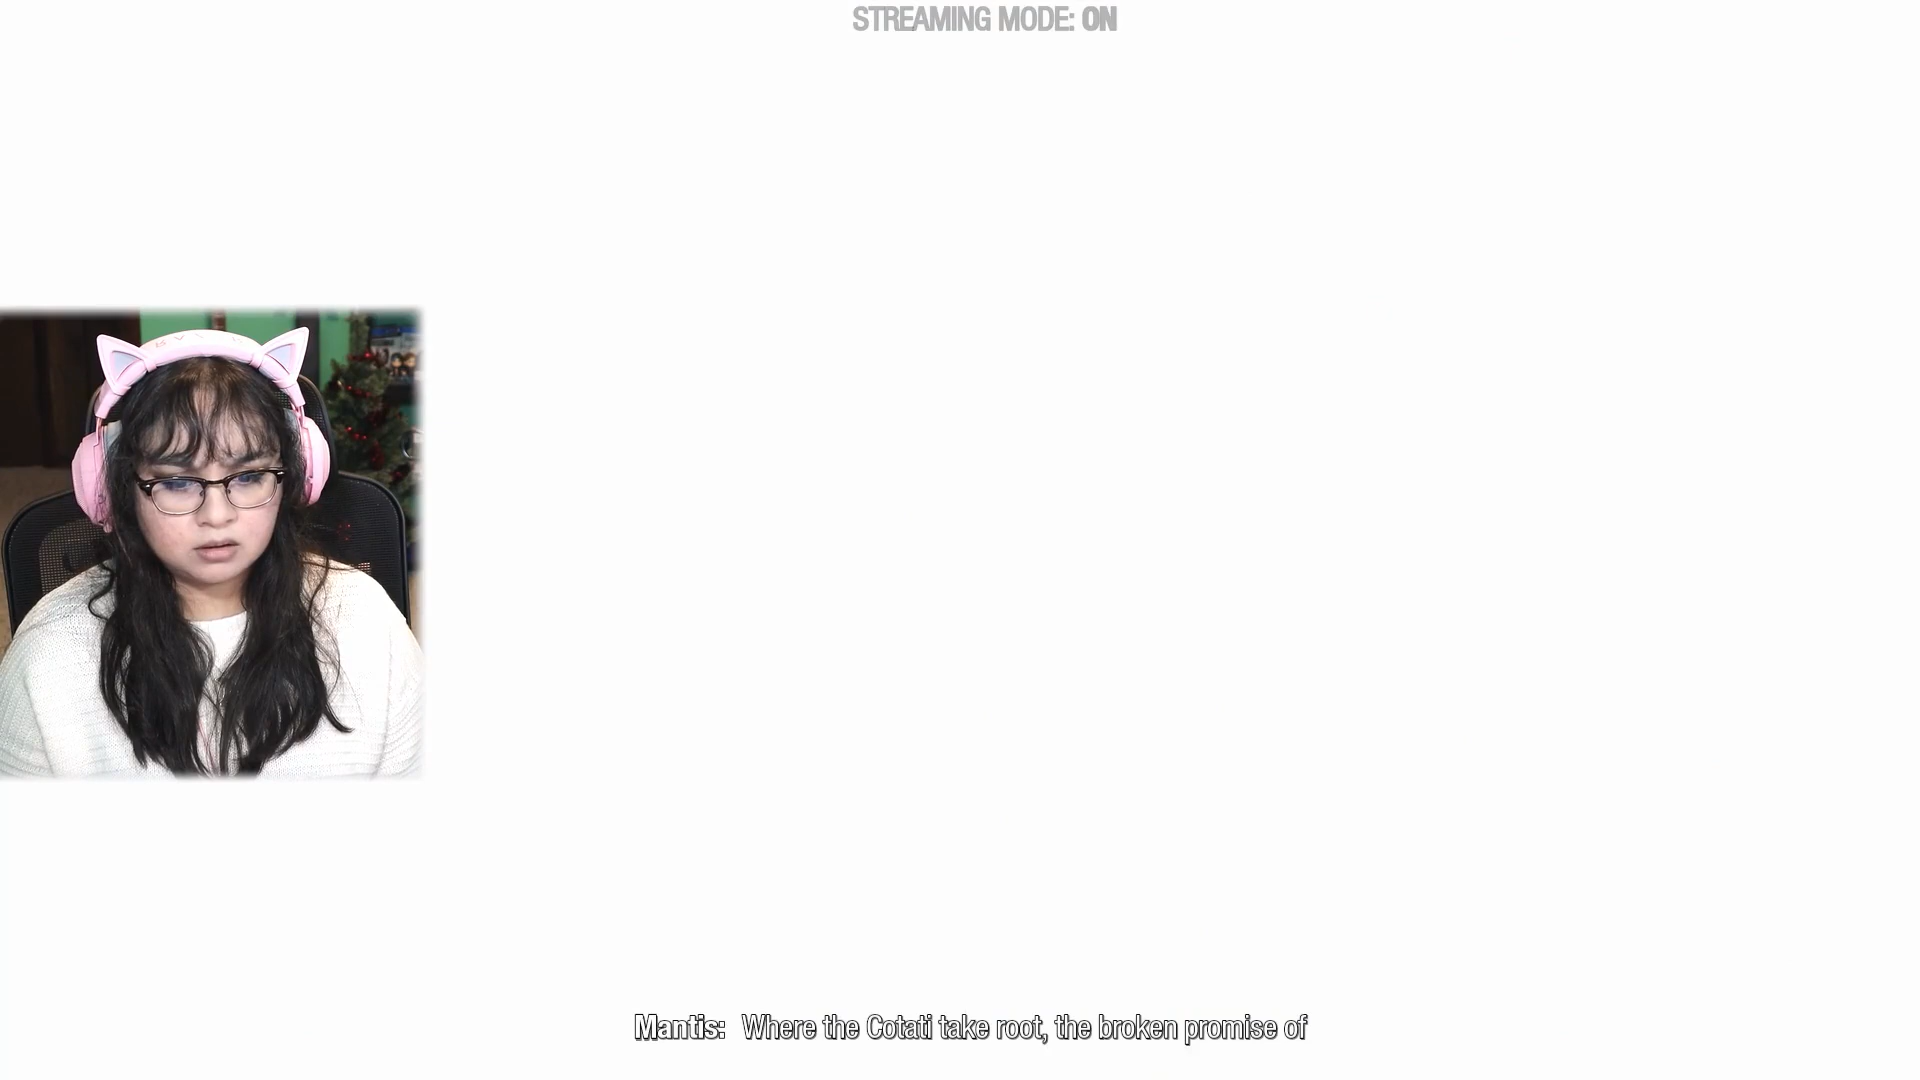 STREAMING MODE: ON
Mantis: Where the Cotati take root, the broken promise of